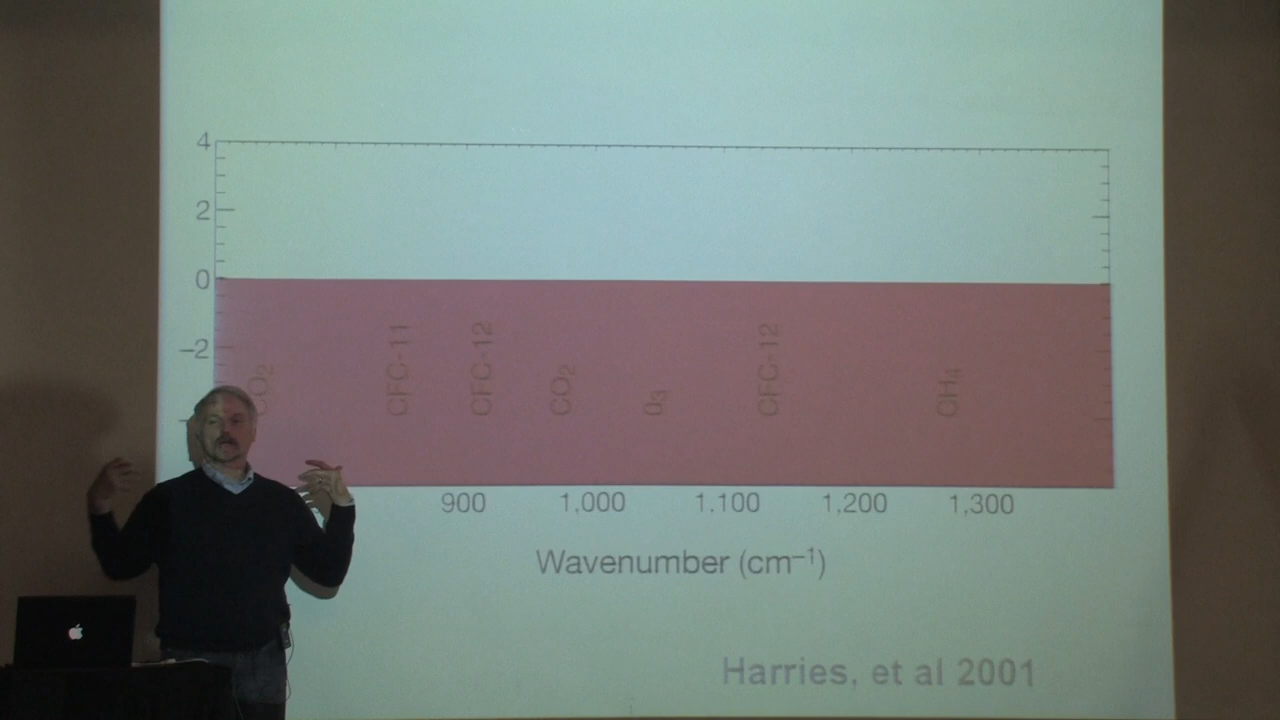 4
2
0
–2
CO₂
CFC-11
CFC-12
CO₂
0₃
CFC-12
CH₄
900
1,000
1,100
1,200
1,300
Wavenumber (cm⁻¹)
Harries, et al 2001